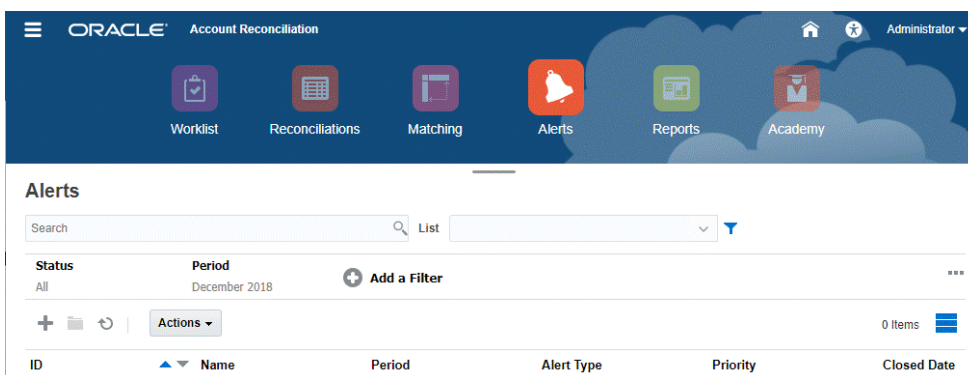 ORACLE® Account Reconciliation Administrator
Worklist Reconciliations Matching Alerts Reports Academy
Alerts
Search List
Status Period
All December 2018 Add a Filter
Actions 0 Items
ID Name Period Alert Type Priority Closed Date